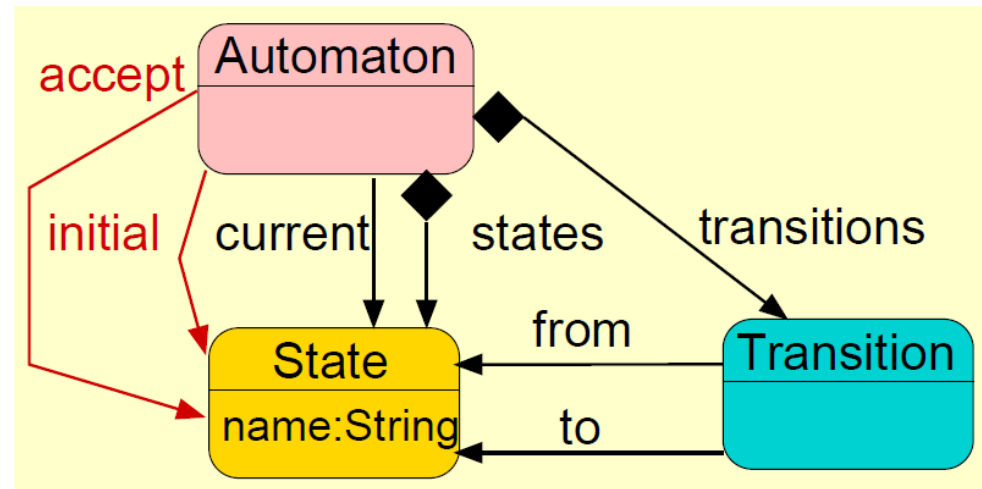 Automaton
accept
initial
current
states
transitions
State
name:String
from
to
Transition